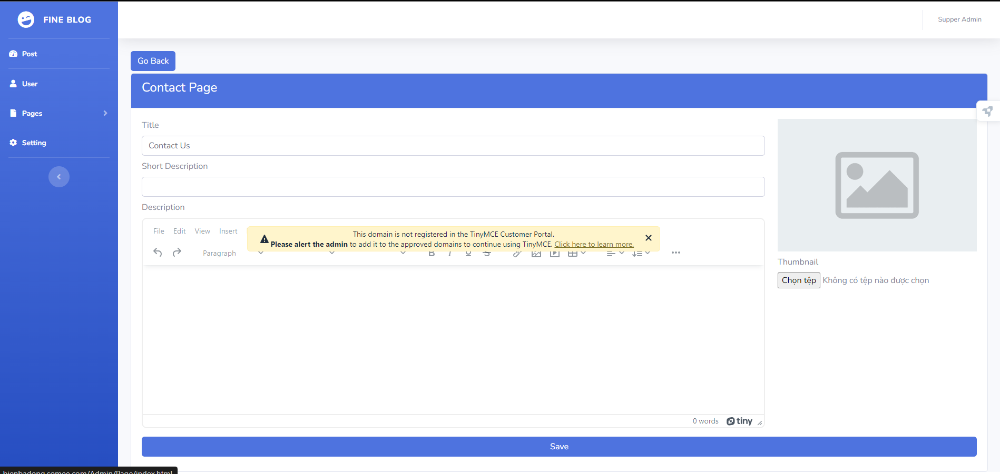 FINE BLOG
Supper Admin
Post
User
Pages
Setting
Go Back
Contact Page
Title
Contact Us
Short Description
Description
File Edit View Insert
This domain is not registered in the TinyMCE Customer Portal.
Please alert the admin to add it to the approved domains to continue using TinyMCE. Click here to learn more.
Paragraph
B I U S
0 words tiny
Thumbnail
Chọn tệp Không có tệp nào được chọn
Save
bienbadong.somee.com/Admin/Page/index.html